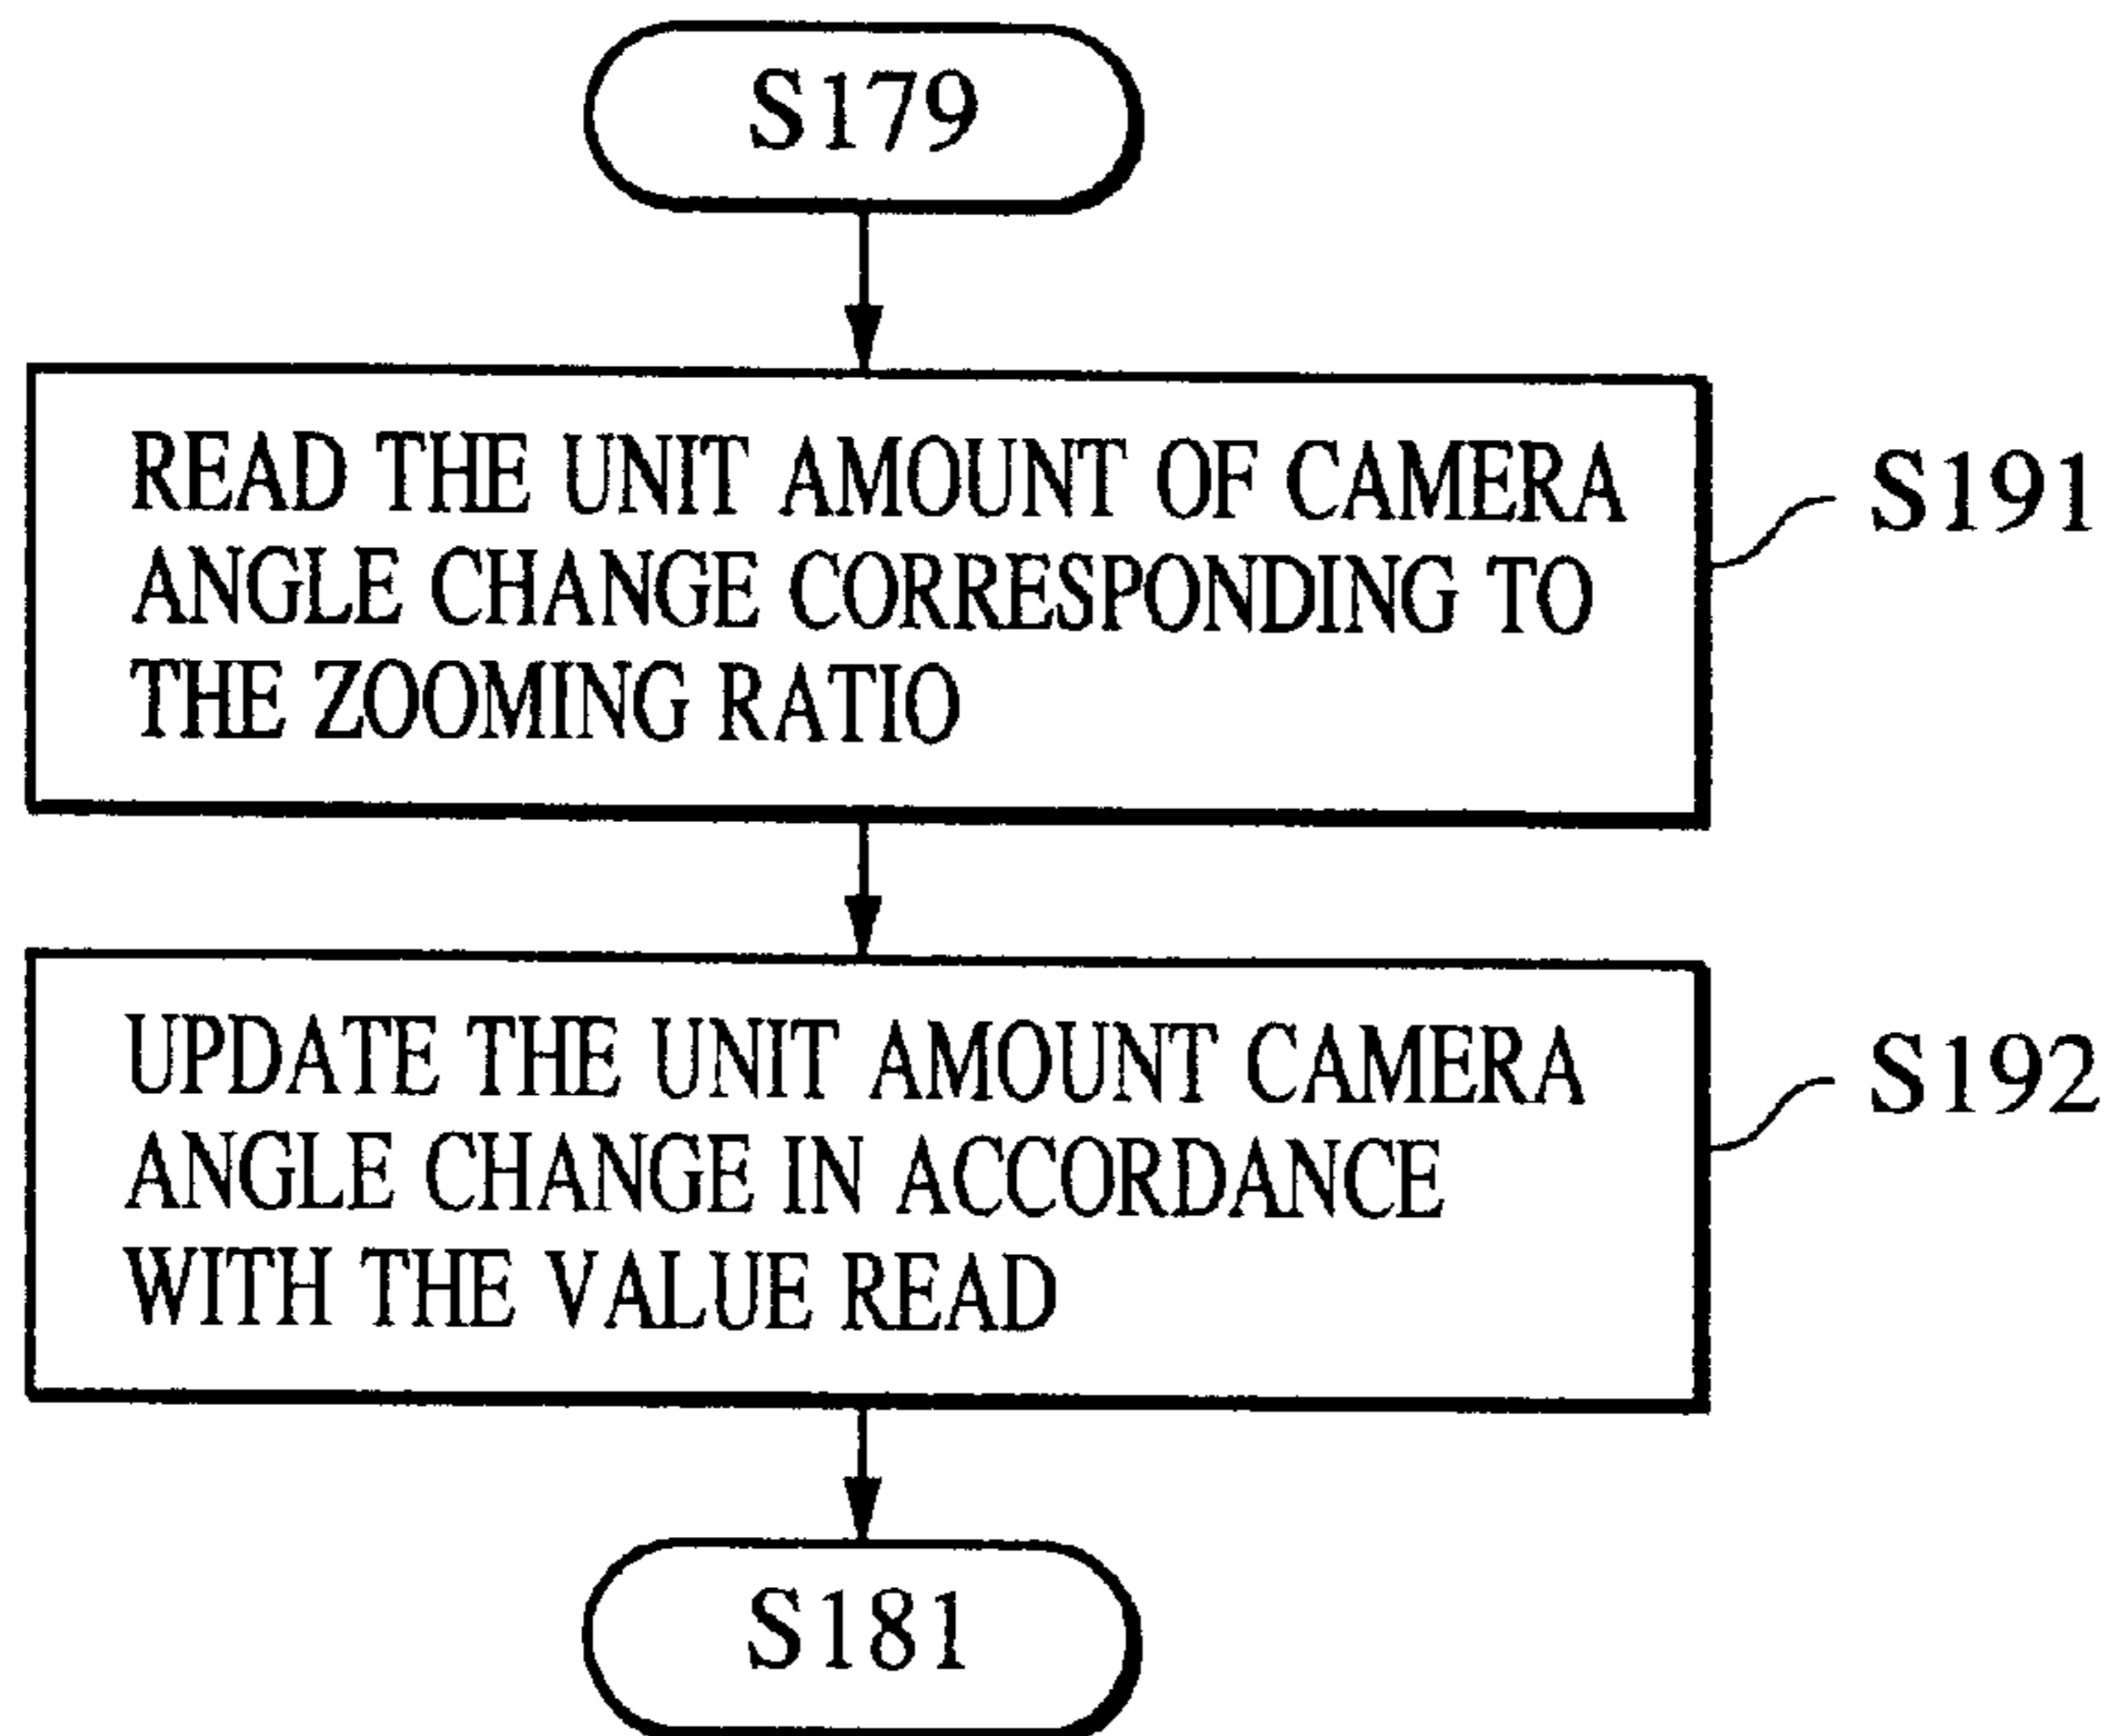 S179
READ THE UNIT AMOUNT OF CAMERA
ANGLE CHANGE CORRESPONDING TO
THE ZOOMING RATIO
S191
UPDATE THE UNIT AMOUNT CAMERA
ANGLE CHANGE IN ACCORDANCE
WITH THE VALUE READ
S192
S181